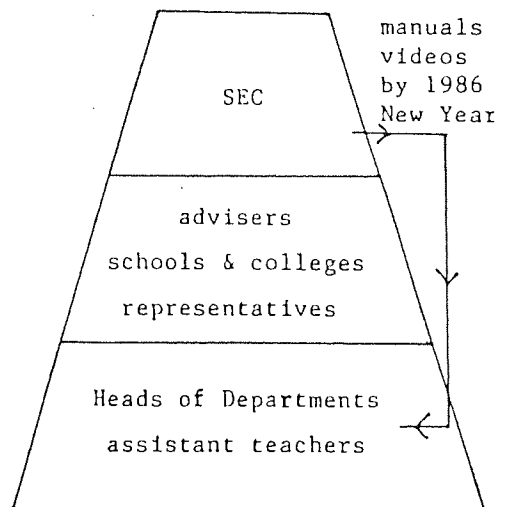 manuals
videos
by 1986
New Year
SEC
advisers
schools & colleges
representatives
Heads of Departments
assistant teachers